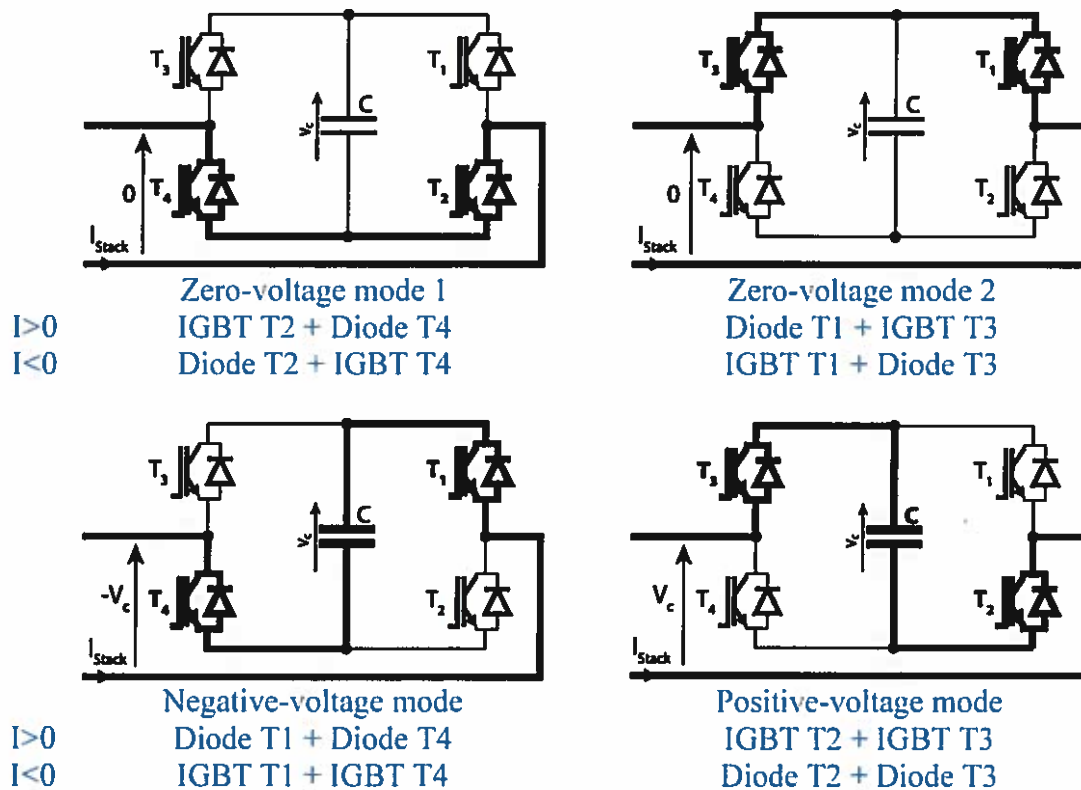 T3 T1 T3 T1
C C
vc vc
0 T4 T2 0 T4 T2
IStack IStack
Zero-voltage mode 1 Zero-voltage mode 2
I>0 IGBT T2 + Diode T4 Diode T1 + IGBT T3
I<0 Diode T2 + IGBT T4 IGBT T1 + Diode T3
T3 T1 T3 T1
C C
vc vc
-Vc T4 T2 Vc T4 T2
IStack IStack
Negative-voltage mode Positive-voltage mode
I>0 Diode T1 + Diode T4 IGBT T2 + IGBT T3
I<0 IGBT T1 + IGBT T4 Diode T2 + Diode T3